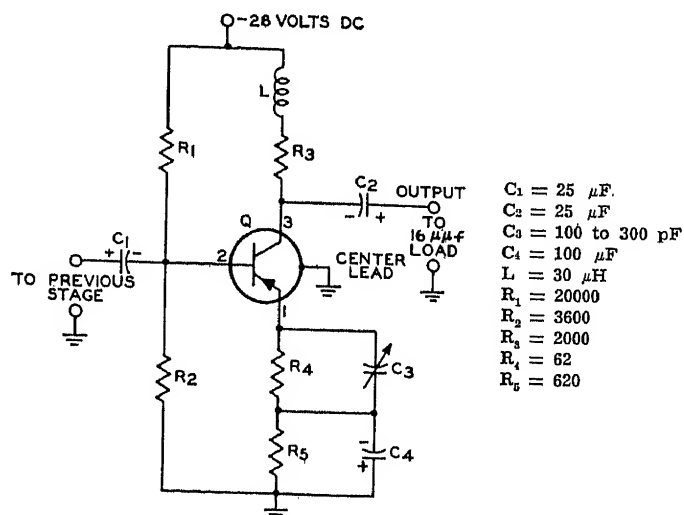 -28 VOLTS DC
L
R1
R3
C2
OUTPUT
- +
TO
16 μμf
LOAD
Q
3
C1
+ -
2
CENTER
LEAD
TO PREVIOUS
STAGE
1
R2
R4
C3
R5
-
+
C4
C1 = 25 μF.
C2 = 25 μF
C3 = 100 to 300 pF
C4 = 100 μF
L = 30 μH
R1 = 20000
R2 = 3600
R3 = 2000
R4 = 62
R5 = 620